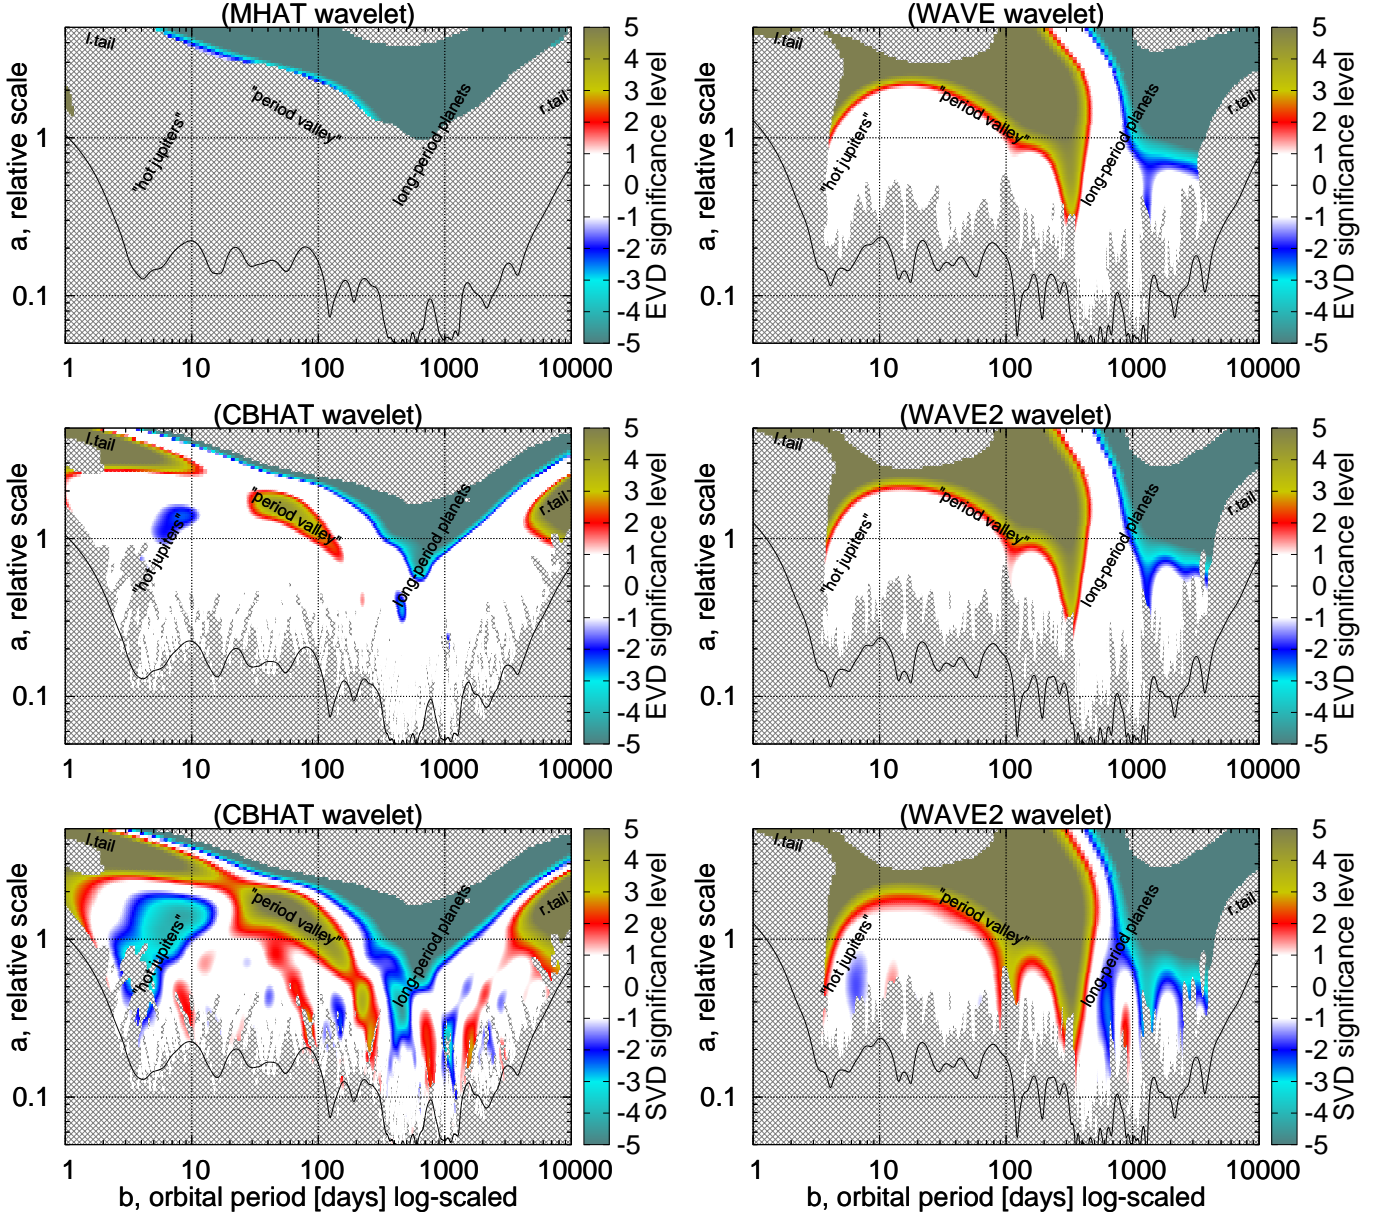 (MHAT wavelet)
a, relative scale
1
0.1
l.tail
"hot jupiters"
"period valley"
long-period planets
r.tail
1 10 100 1000 10000
5
4
3
2
1
0
-1
-2
-3
-4
-5
EVD significance level
(WAVE wavelet)
a, relative scale
1
0.1
l.tail
"hot jupiters"
"period valley"
long-period planets
r.tail
1 10 100 1000 10000
5
4
3
2
1
0
-1
-2
-3
-4
-5
EVD significance level
(CBHAT wavelet)
a, relative scale
1
0.1
l.tail
"hot jupiters"
"period valley"
long-period planets
r.tail
1 10 100 1000 10000
5
4
3
2
1
0
-1
-2
-3
-4
-5
EVD significance level
(WAVE2 wavelet)
a, relative scale
1
0.1
l.tail
"hot jupiters"
"period valley"
long-period planets
r.tail
1 10 100 1000 10000
5
4
3
2
1
0
-1
-2
-3
-4
-5
EVD significance level
(CBHAT wavelet)
a, relative scale
1
0.1
l.tail
"hot jupiters"
"period valley"
long-period planets
r.tail
1 10 100 1000 10000
b, orbital period [days] log-scaled
5
4
3
2
1
0
-1
-2
-3
-4
-5
SVD significance level
(WAVE2 wavelet)
a, relative scale
1
0.1
l.tail
"hot jupiters"
"period valley"
long-period planets
r.tail
1 10 100 1000 10000
b, orbital period [days] log-scaled
5
4
3
2
1
0
-1
-2
-3
-4
-5
SVD significance level